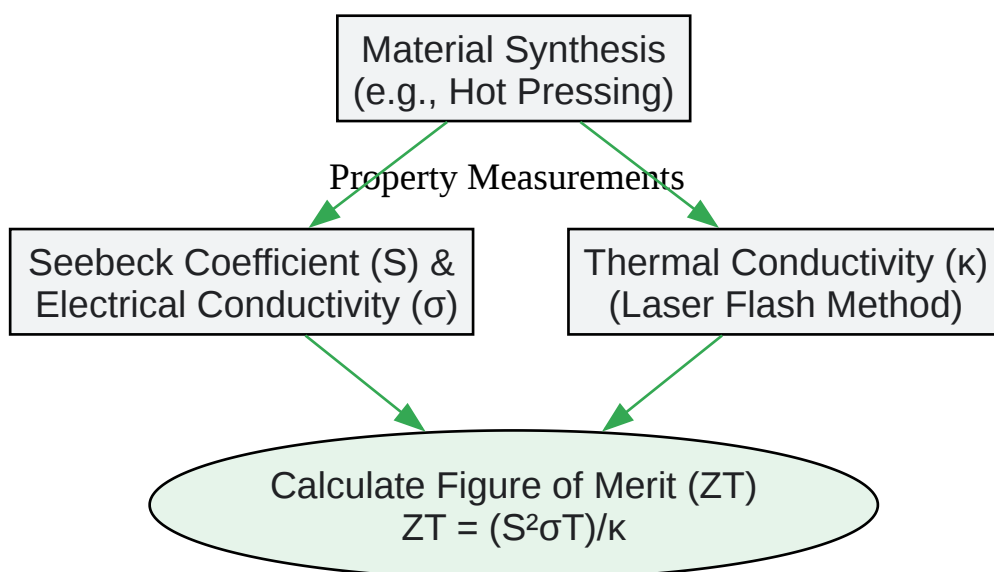 Material Synthesis
(e.g., Hot Pressing)
Property Measurements
Seebeck Coefficient (S) &
Electrical Conductivity (σ)
Thermal Conductivity (κ)
(Laser Flash Method)
Calculate Figure of Merit (ZT)
ZT = (S²σT)/κ